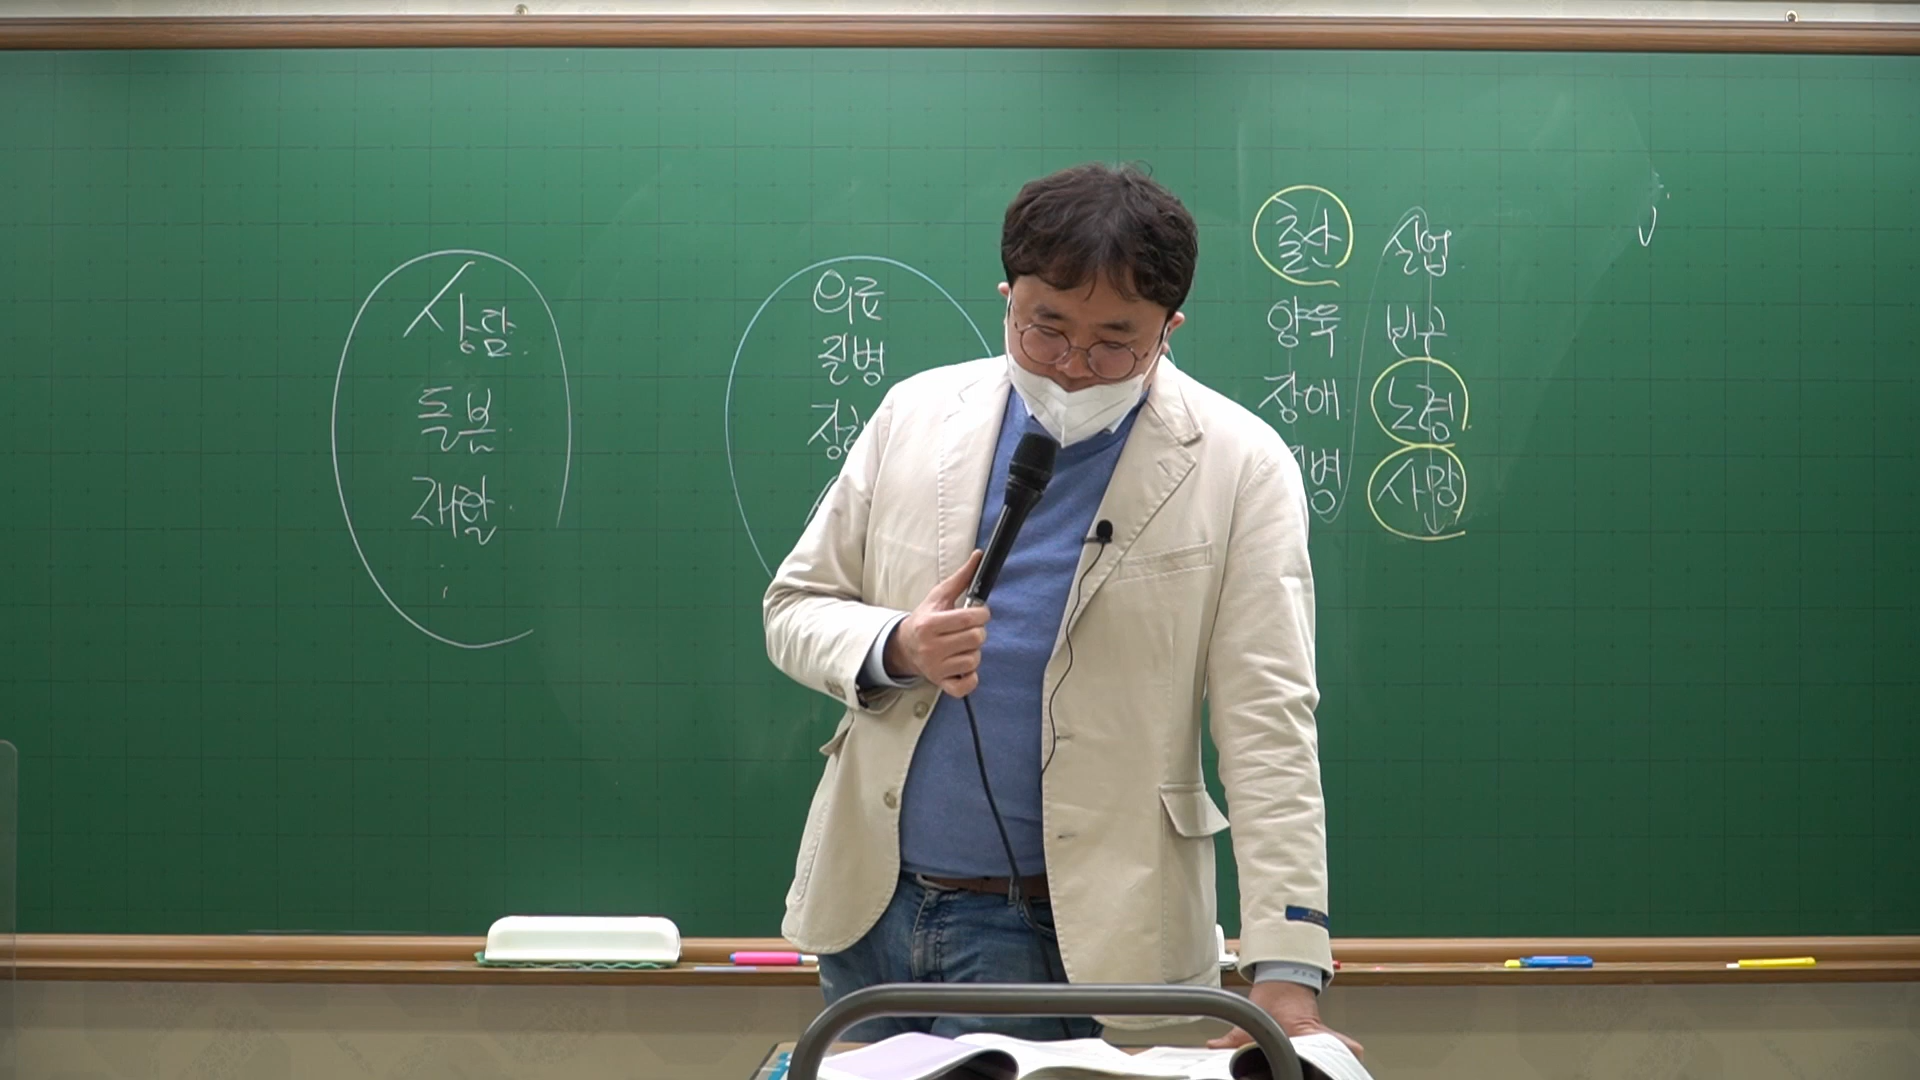 상담.
돌봄.
재활.
의료
질병
출산 실업.
양육 빈곤
장애. 노령.
병 사망